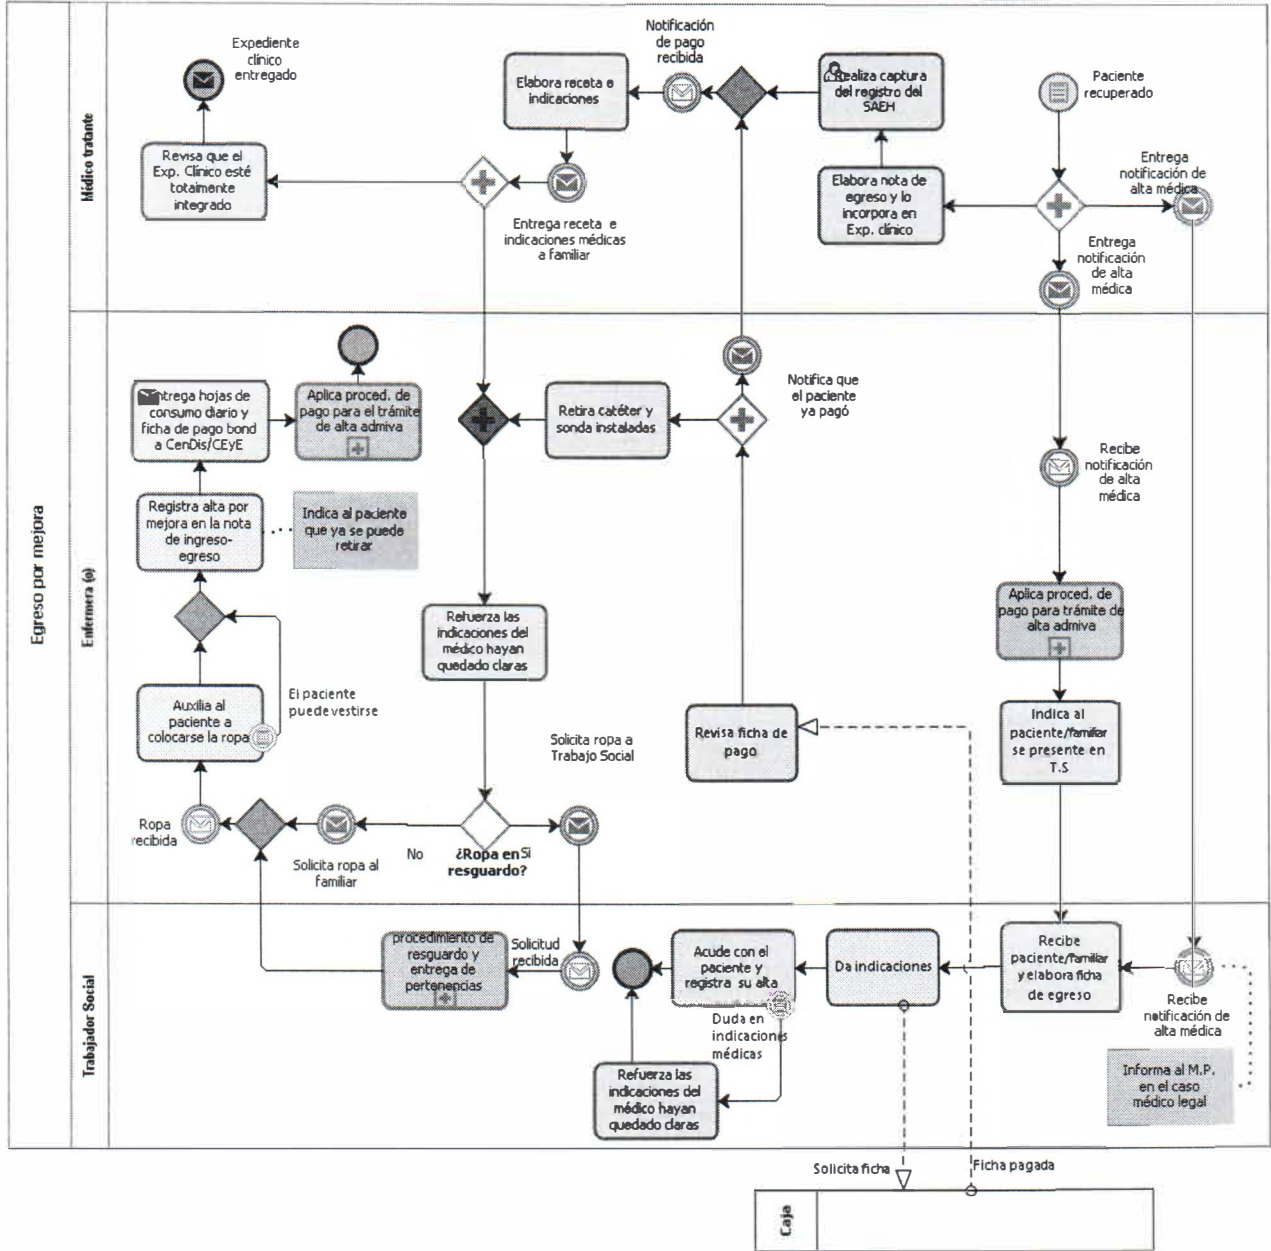 Egreso por mejora
Médico tratante
Expediente
clínico
entregado
Revisa que el
Exp. Clínico esté
totalmente
integrado
Elabora receta e
indicaciones
Notificación
de pago
recibida
Entrega receta e
indicaciones médicas
a familiar
Realiza captura
del registro del
SAEH
Elabora nota de
egreso y lo
incorpora en
Exp. clínico
Paciente
recuperado
Entrega
notificación de
alta médica
Entrega
notificación
de alta
médica
Enfermera (o)
Entrega hojas de
consumo diario y
ficha de pago bond
a CenDis/CEyE
Aplica proced. de
pago para el trámite
de alta admiva
Retira catéter y
sonda instaladas
Notifica que
el paciente
ya pagó
Recibe
notificación
de alta
médica
Registra alta por
mejora en la nota
de ingreso-
egreso
Indica al paciente
que ya se puede
retirar
Refuerza las
indicaciones del
médico hayan
quedado claras
Aplica proced. de
pago para trámite de
alta admiva
Auxilia al
paciente a
colocarse la ropa
El paciente
puede vestirse
Solicita ropa a
Trabajo Social
Revisa ficha de
pago
Indica al
paciente/familiar
se presente en
T.S
Ropa
recibida
Solicita ropa al
familiar
No
¿Ropa en
resguardo?
Si
Trabajador Social
procedimiento de
resguardo y
entrega de
pertenencias
Solicitud
recibida
Acude con el
paciente y
registra su alta
Duda en
indicaciones
médicas
Da indicaciones
Recibe
paciente/familiar
y elabora ficha
de egreso
Recibe
notificación de
alta médica
Refuerza las
indicaciones del
médico hayan
quedado claras
Informa al M.P.
en el caso
médico legal
Solicita ficha
Ficha pagada
Caja